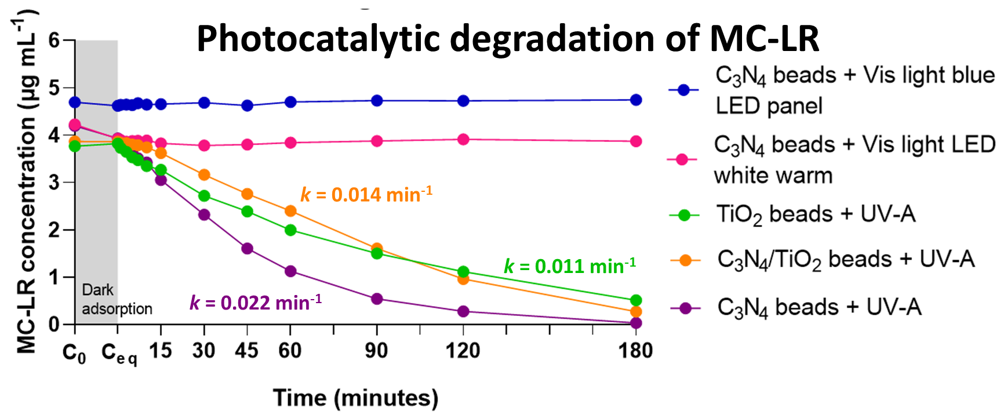 Photocatalytic degradation of MC-LR
MC-LR concentration (µg mL⁻¹)
6
5
4
3
2
1
0
Dark
adsorption
k = 0.014 min⁻¹
k = 0.011 min⁻¹
k = 0.022 min⁻¹
C₀ Ceq 15 30 45 60 90 120 180
Time (minutes)
C₃N₄ beads + Vis light blue
LED panel
C₃N₄ beads + Vis light LED
white warm
TiO₂ beads + UV-A
C₃N₄/TiO₂ beads + UV-A
C₃N₄ beads + UV-A